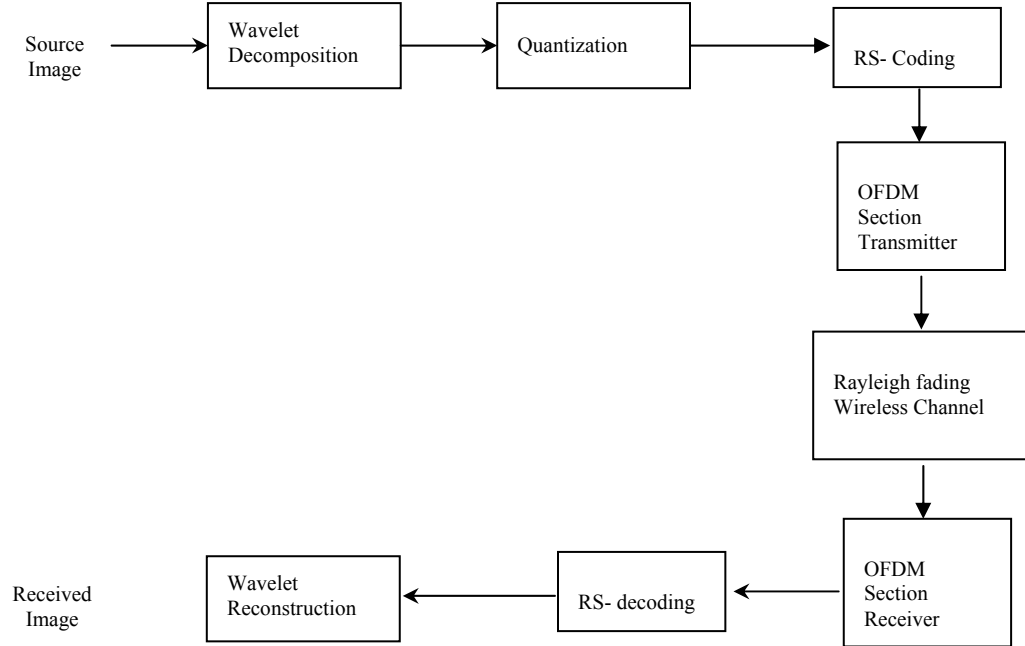 Source
Image
Wavelet
Decomposition
Quantization
RS- Coding
OFDM
Section
Transmitter
Rayleigh fading
Wireless Channel
OFDM
Section
Receiver
RS- decoding
Wavelet
Reconstruction
Received
Image